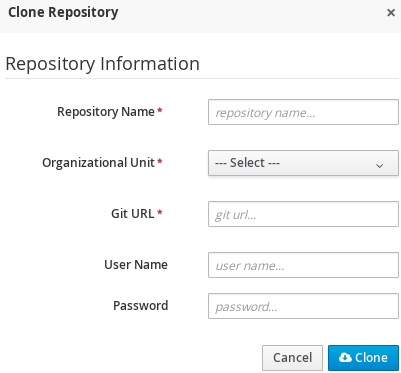 Clone Repository ×
Repository Information
Repository Name * repository name...
Organizational Unit * --- Select ---
Git URL * git url...
User Name user name...
Password password...
Cancel Clone